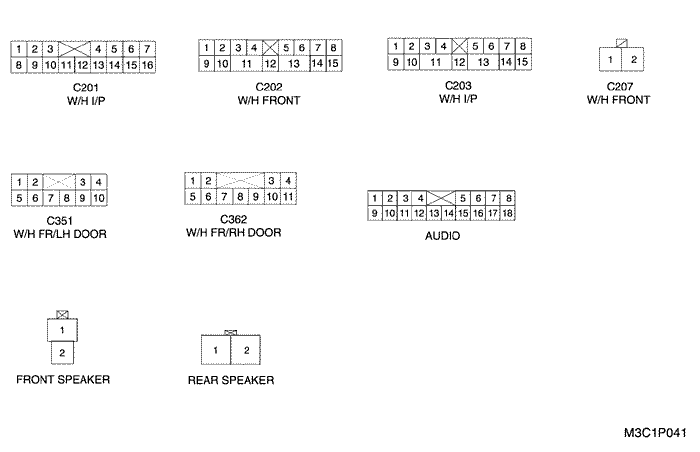 1 2 3 4 5 6 7
8 9 10 11 12 13 14 15 16
C201
W/H I/P
1 2 3 4 5 6 7 8
9 10 11 12 13 14 15
C202
W/H FRONT
1 2 3 4 5 6 7 8
9 10 11 12 13 14 15
C203
W/H I/P
1 2
C207
W/H FRONT
1 2 3 4
5 6 7 8 9 10
C351
W/H FR/LH DOOR
1 2 3 4
5 6 7 8 9 10 11
C362
W/H FR/RH DOOR
1 2 3 4 5 6 7 8
9 10 11 12 13 14 15 16 17 18
AUDIO
1
2
FRONT SPEAKER
1 2
REAR SPEAKER
M3C1P041